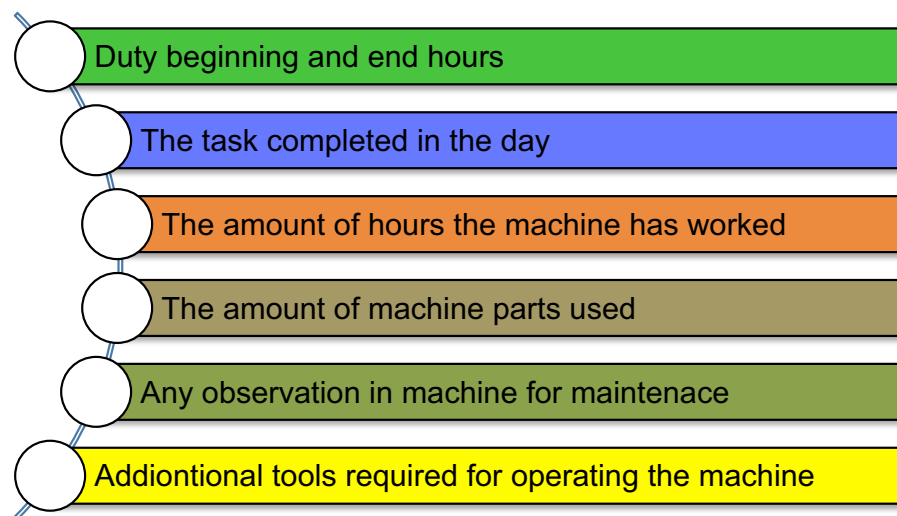 Duty beginning and end hours
The task completed in the day
The amount of hours the machine has worked
The amount of machine parts used
Any observation in machine for maintenace
Addiontional tools required for operating the machine